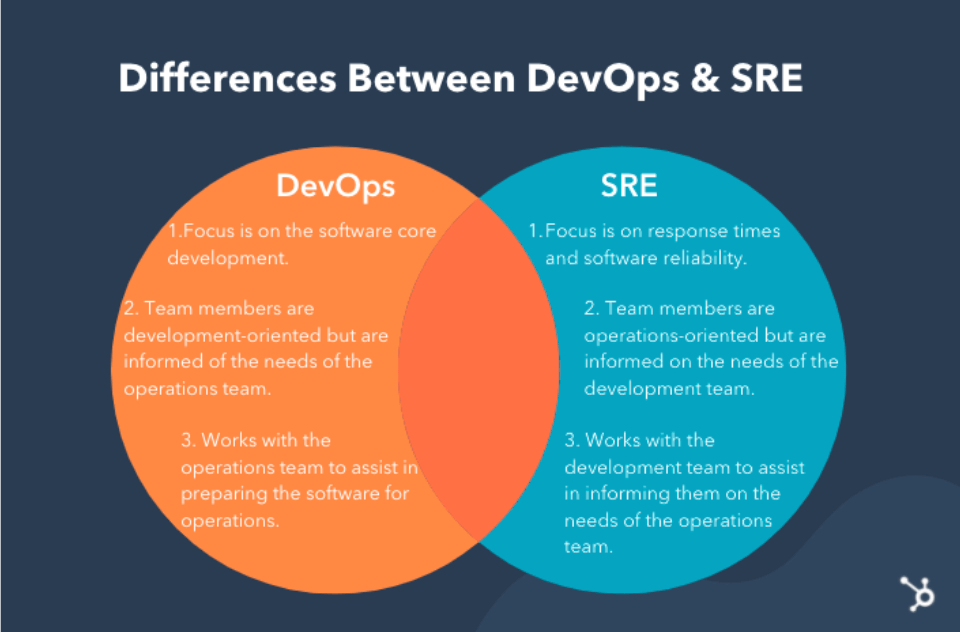 Differences Between DevOps & SRE
DevOps
1.Focus is on the software core
development.
2. Team members are
development-oriented but are
informed of the needs of the
operations team.
3. Works with the
operations team to assist in
preparing the software for
operations.
SRE
1.Focus is on response times
and software reliability.
2. Team members are
operations-oriented but are
informed on the needs of the
development team.
3. Works with the
development team to assist
in informing them on the
needs of the operations
team.